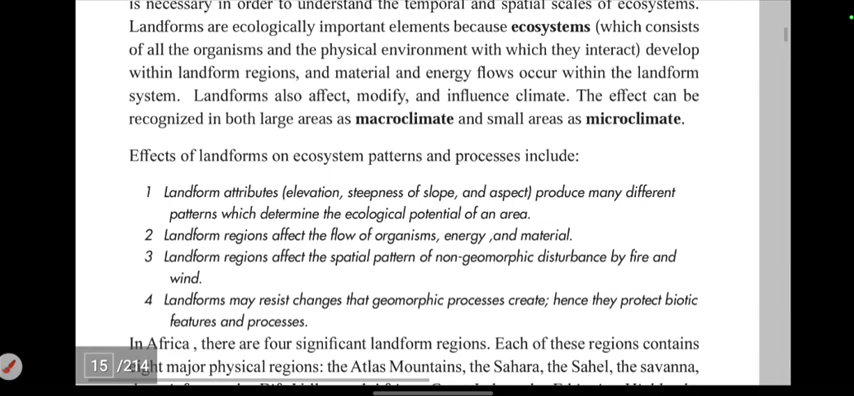 is necessary in order to understand the temporal and spatial scales of ecosystems.
Landforms are ecologically important elements because ecosystems (which consists
of all the organisms and the physical environment with which they interact) develop
within landform regions, and material and energy flows occur within the landform
system. Landforms also affect, modify, and influence climate. The effect can be
recognized in both large areas as macroclimate and small areas as microclimate.
Effects of landforms on ecosystem patterns and processes include:
1 Landform attributes (elevation, steepness of slope, and aspect) produce many different
patterns which determine the ecological potential of an area.
2 Landform regions affect the flow of organisms, energy ,and material.
3 Landform regions affect the spatial pattern of non-geomorphic disturbance by fire and
wind.
4 Landforms may resist changes that geomorphic processes create; hence they protect biotic
features and processes.
In Africa , there are four significant landform regions. Each of these regions contains
15 /214 ht major physical regions: the Atlas Mountains, the Sahara, the Sahel, the savanna,